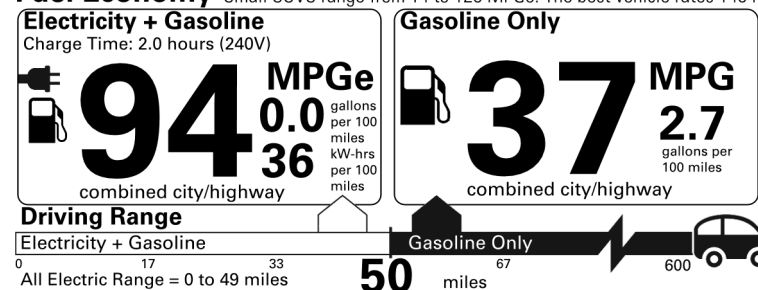 Fuel Economy Small SUVs range from 14 to 125 MPGe. The best vehicle rates 140
Electricity + Gasoline
Charge Time: 2.0 hours (240V)
94 MPGe
0.0 gallons per 100 miles
36 kW-hrs per 100 miles
combined city/highway
Gasoline Only
37 MPG
2.7
gallons per
100 miles
combined city/highway
Driving Range
Electricity + Gasoline Gasoline Only
0 17 33 50 miles 67 600
All Electric Range = 0 to 49 miles